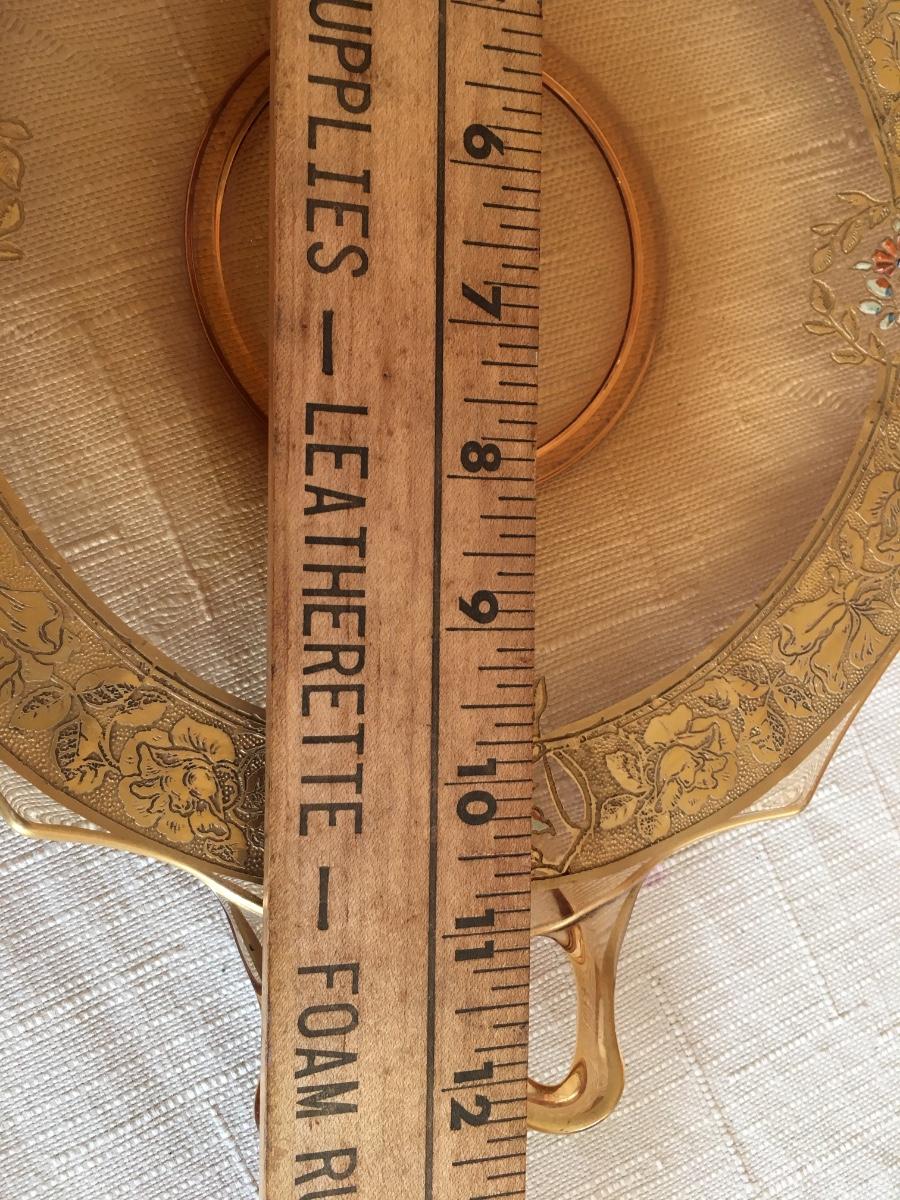 UPPLIES — LEATHERETTE — FOAM RU
6 7 8 9 10 11 12